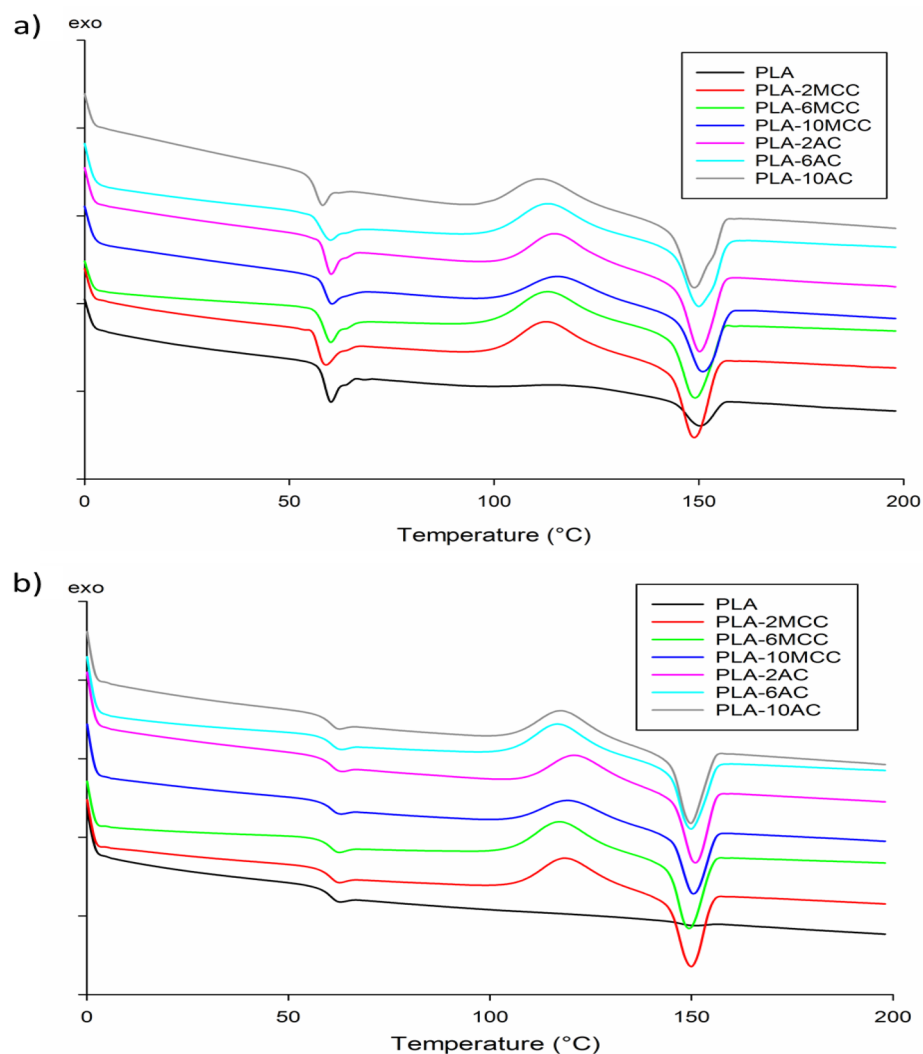 a)
exo
PLA
PLA-2MCC
PLA-6MCC
PLA-10MCC
PLA-2AC
PLA-6AC
PLA-10AC
0
50
100
150
200
Temperature (°C)
b)
exo
PLA
PLA-2MCC
PLA-6MCC
PLA-10MCC
PLA-2AC
PLA-6AC
PLA-10AC
0
50
100
150
200
Temperature (°C)